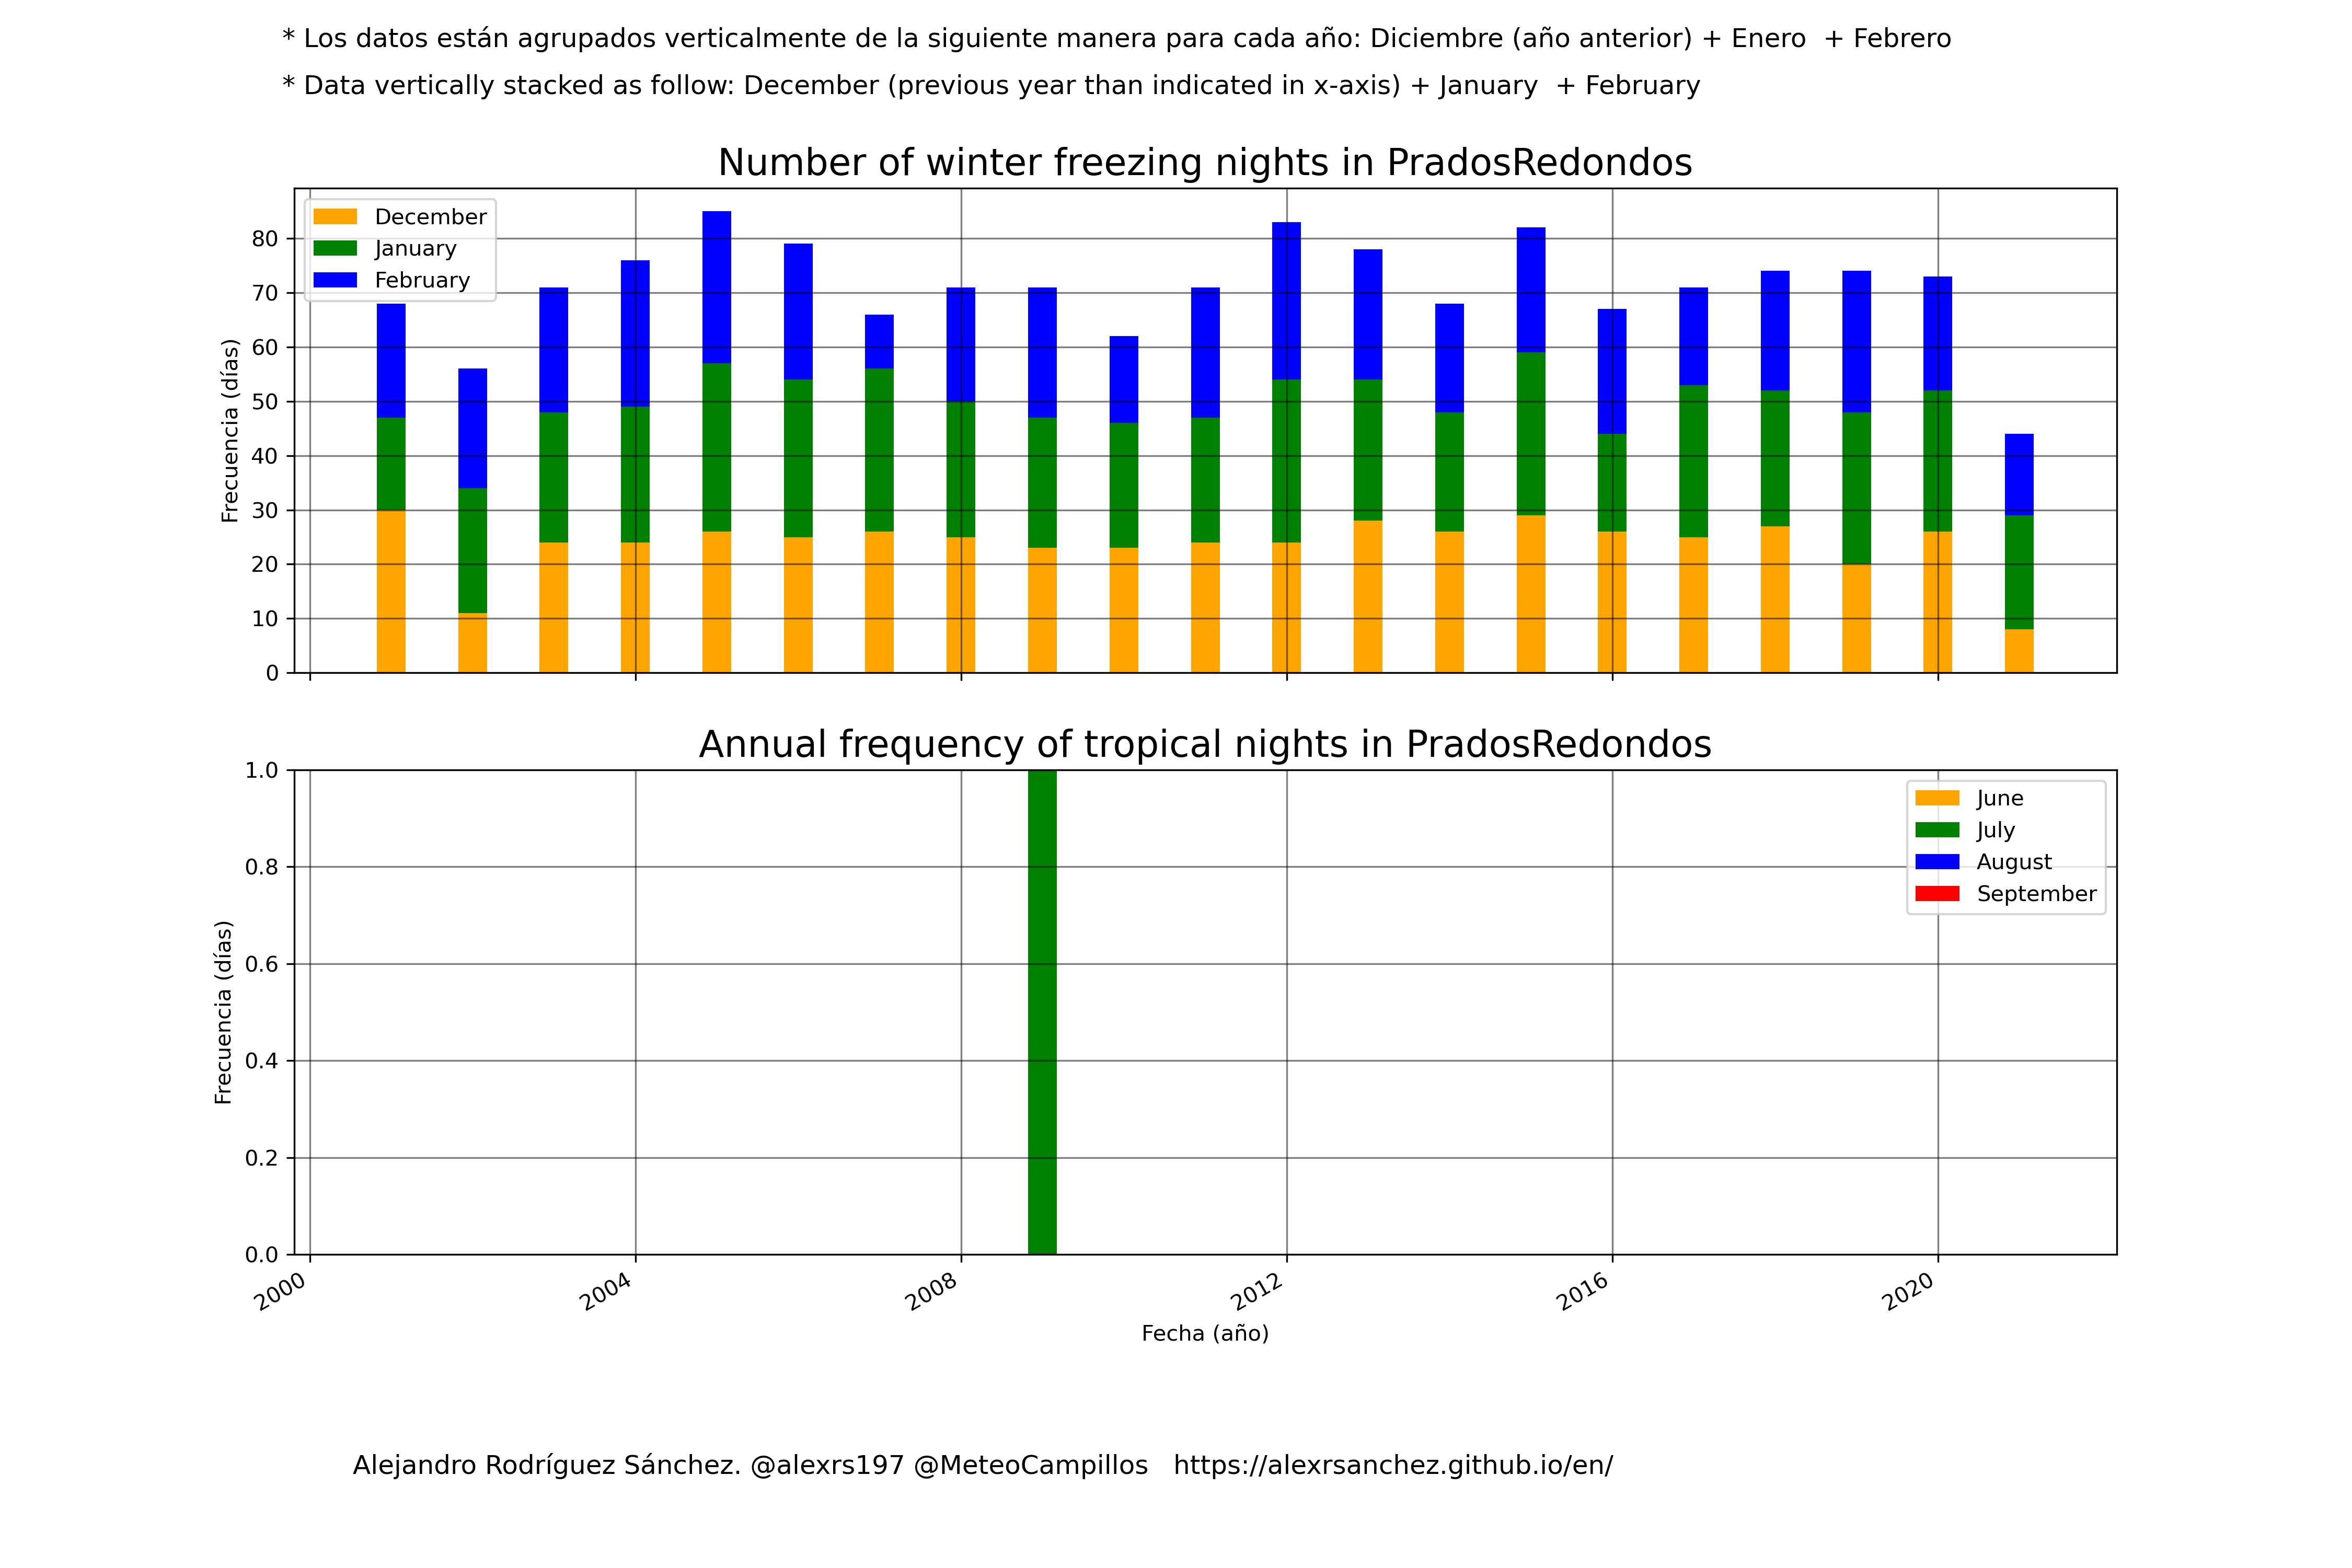 * Los datos están agrupados verticalmente de la siguiente manera para cada año: Diciembre (año anterior) + Enero  + Febrero
* Data vertically stacked as follow: December (previous year than indicated in x-axis) + January  + February
Number of winter freezing nights in PradosRedondos
December
January
February
Frecuencia (días)
80
70
60
50
40
30
20
10
0
Annual frequency of tropical nights in PradosRedondos
June
July
August
September
Frecuencia (días)
1.0
0.8
0.6
0.4
0.2
0.0
2000 2004 2008 2012 2016 2020
Fecha (año)
Alejandro Rodríguez Sánchez. @alexrs197 @MeteoCampillos   https://alexrsanchez.github.io/en/